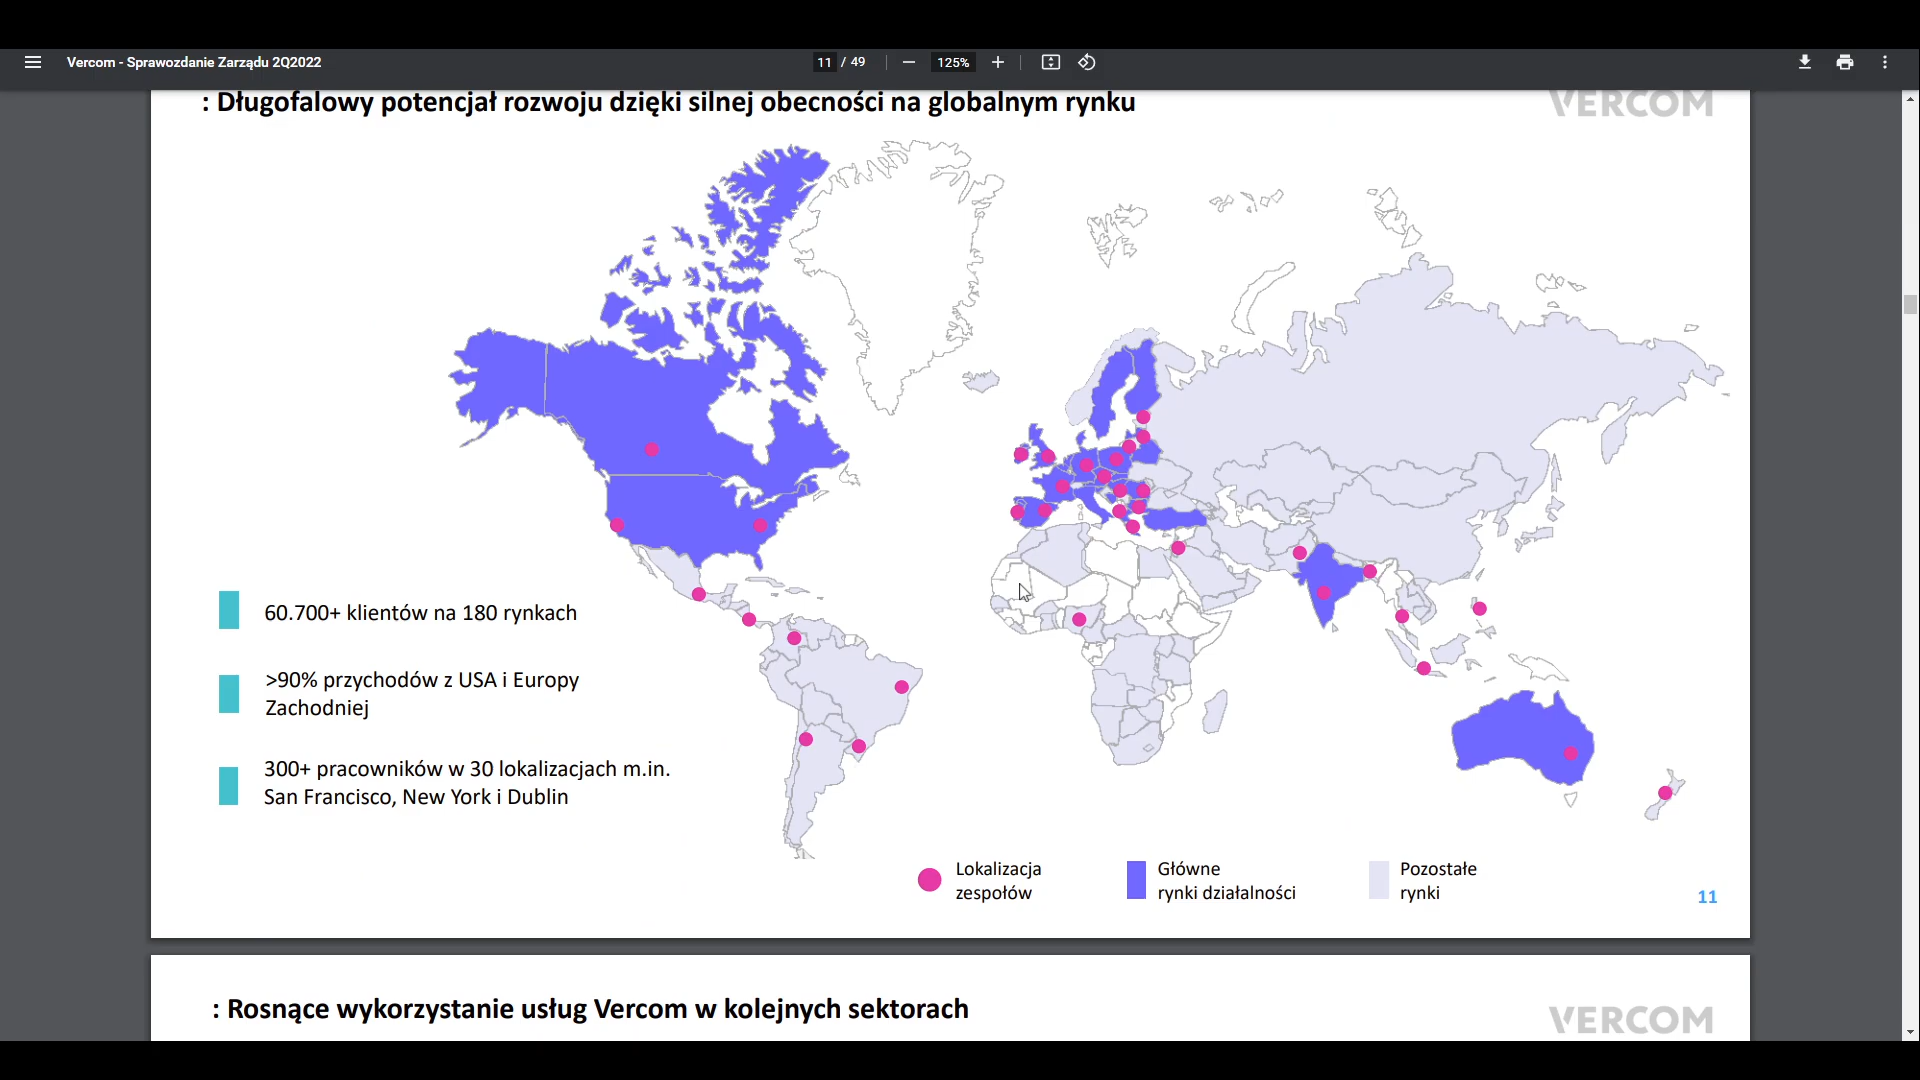 Vercom - Sprawozdanie Zarządu 2Q2022
11 / 49
125%
: Długofalowy potencjał rozwoju dzięki silnej obecności na globalnym rynku
VERCOM
60.700+ klientów na 180 rynkach
>90% przychodów z USA i Europy
Zachodniej
300+ pracowników w 30 lokalizacjach m.in.
San Francisco, New York i Dublin
Lokalizacja
zespołów
Główne
rynki działalności
Pozostałe
rynki
11
: Rosnące wykorzystanie usług Vercom w kolejnych sektorach
VERCOM